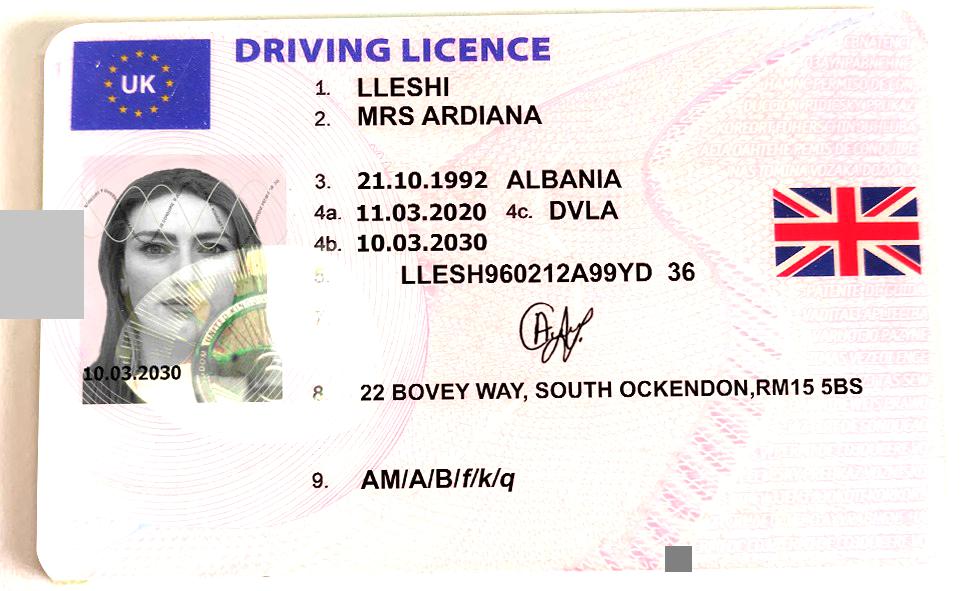 UK
DRIVING LICENCE
1. LLESHI
2. MRS ARDIANA
3. 21.10.1992 ALBANIA
4a. 11.03.2020 4c. DVLA
4b. 10.03.2030
5. LLESH960212A99YD 36
7
10.03.2030
8 22 BOVEY WAY, SOUTH OCKENDON,RM15 5BS
9. AM/A/B/f/k/q